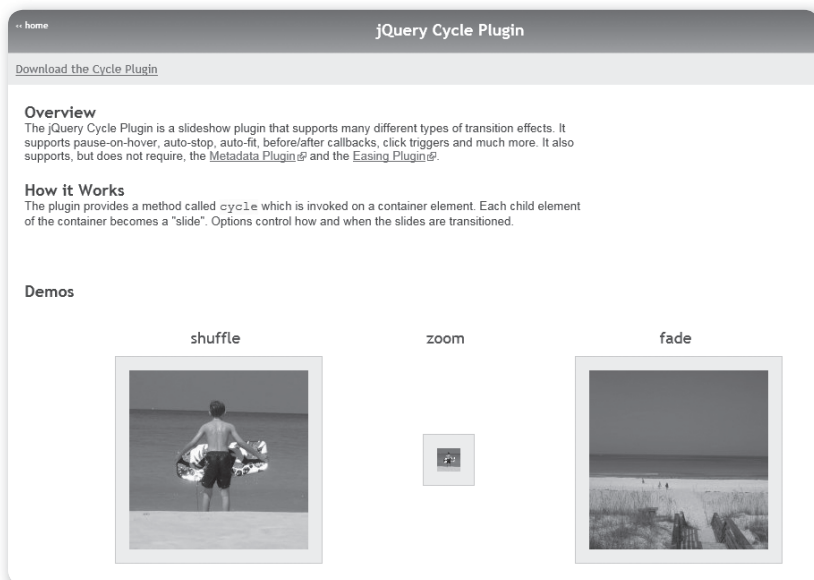 ‹‹ home
jQuery Cycle Plugin
Download the Cycle Plugin
Overview
The jQuery Cycle Plugin is a slideshow plugin that supports many different types of transition effects. It
supports pause-on-hover, auto-stop, auto-fit, before/after callbacks, click triggers and much more. It also
supports, but does not require, the Metadata Plugin and the Easing Plugin.
How it Works
The plugin provides a method called cycle which is invoked on a container element. Each child element
of the container becomes a "slide". Options control how and when the slides are transitioned.
Demos
shuffle
zoom
fade